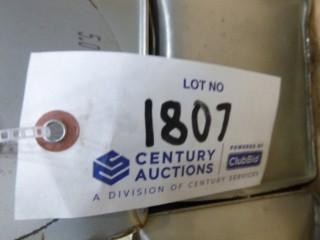 LOT NO
1807
CENTURY
AUCTIONS
POWERED BY
ClubBid
A DIVISION OF CENTURY SERVICES